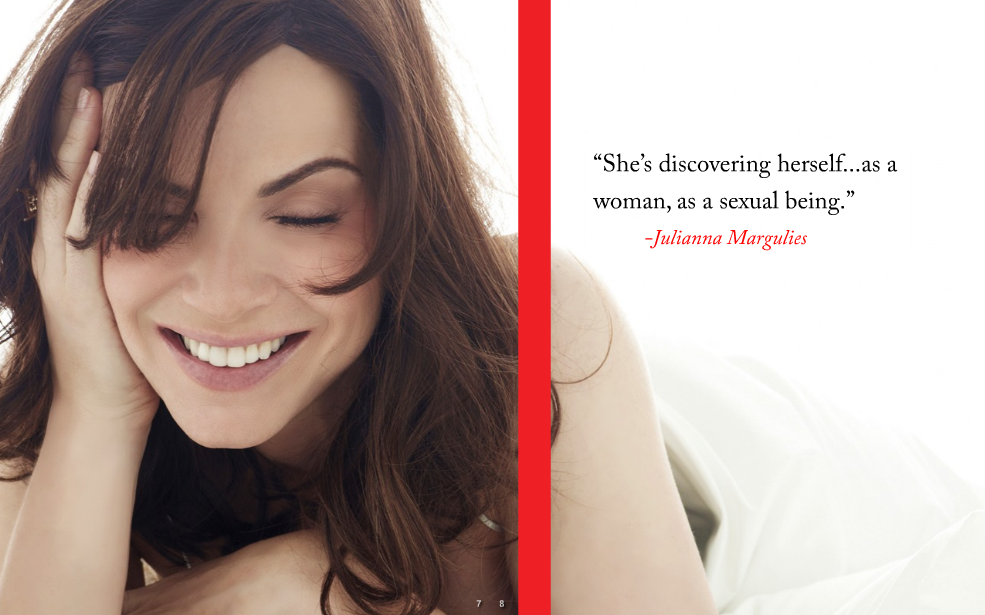 “She’s discovering herself...as a
woman, as a sexual being.”
-Julianna Margulies
7 8